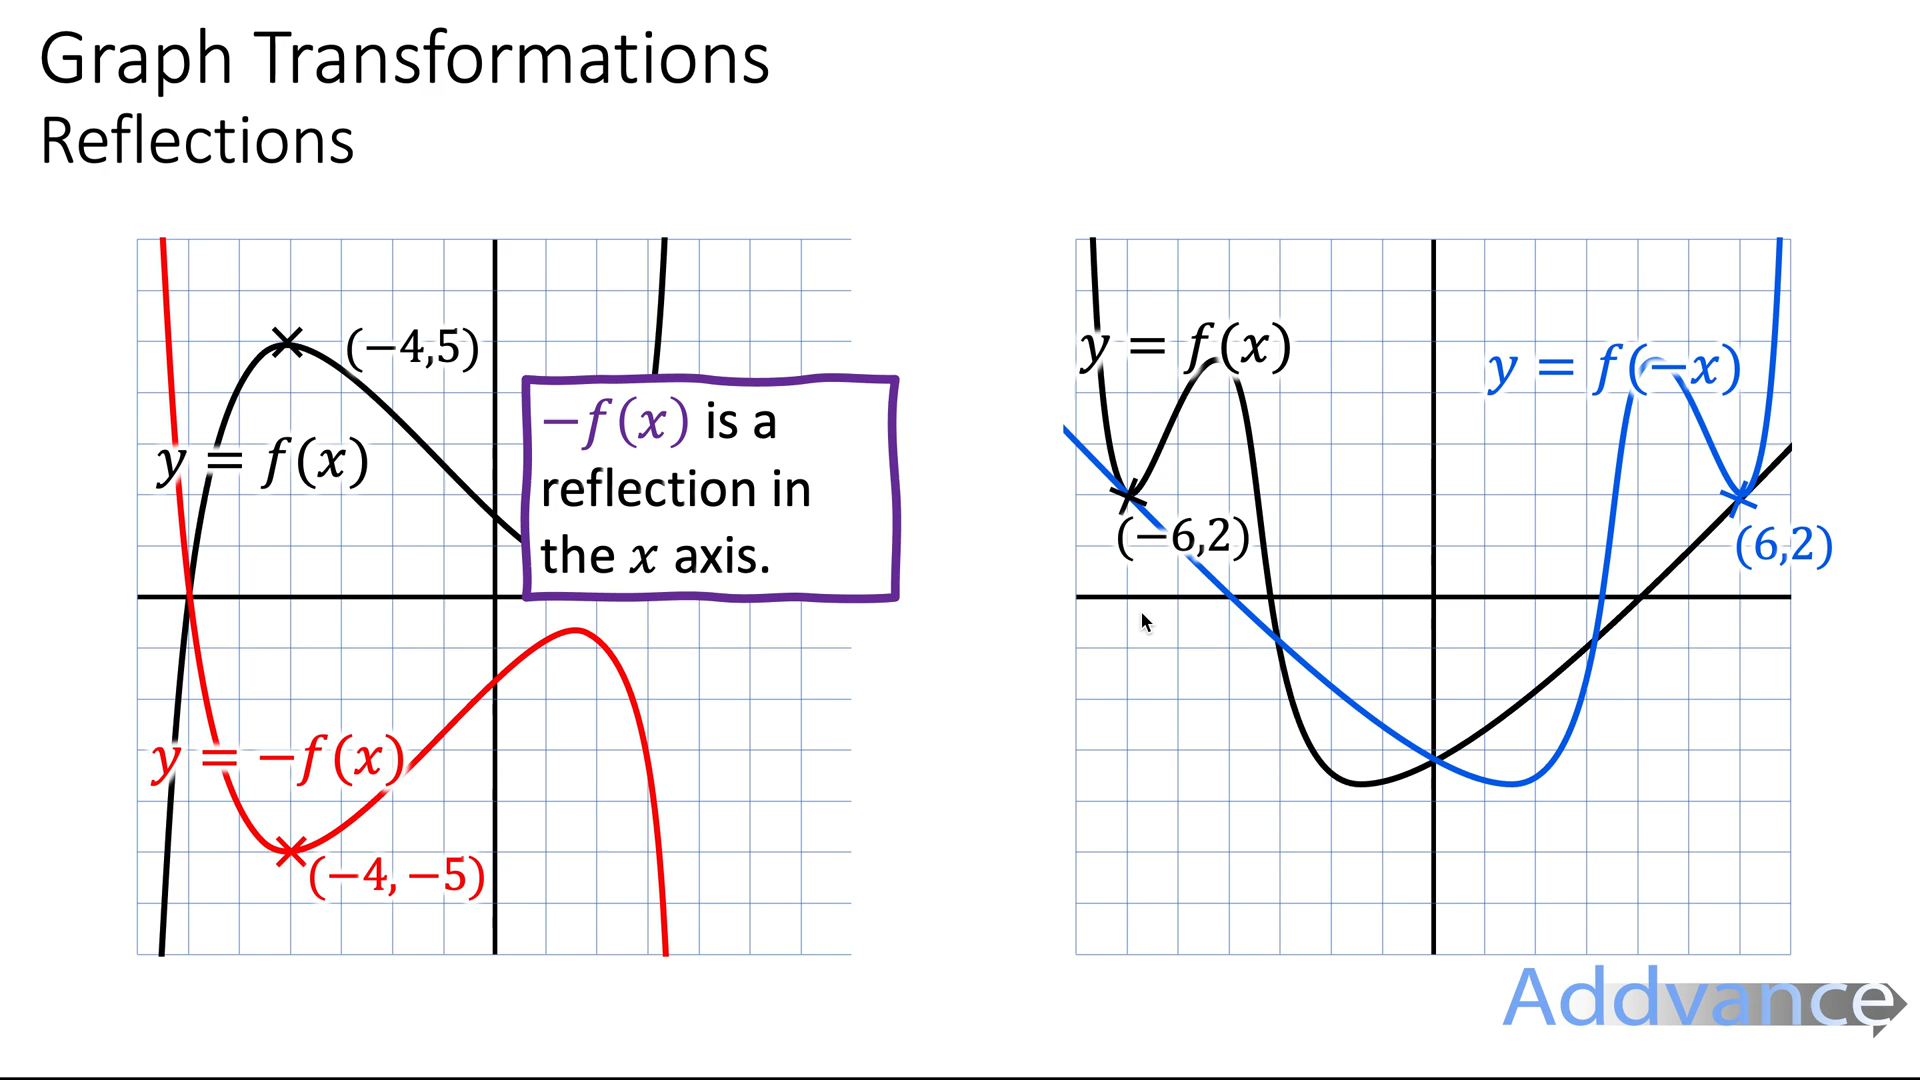 Graph Transformations
Reflections
(−4,5)
y = f(x)
−f(x) is a
reflection in
the x axis.
y = −f(x)
(−4, −5)
y = f(x)
y = f(−x)
(−6,2)
(6,2)
Addvance